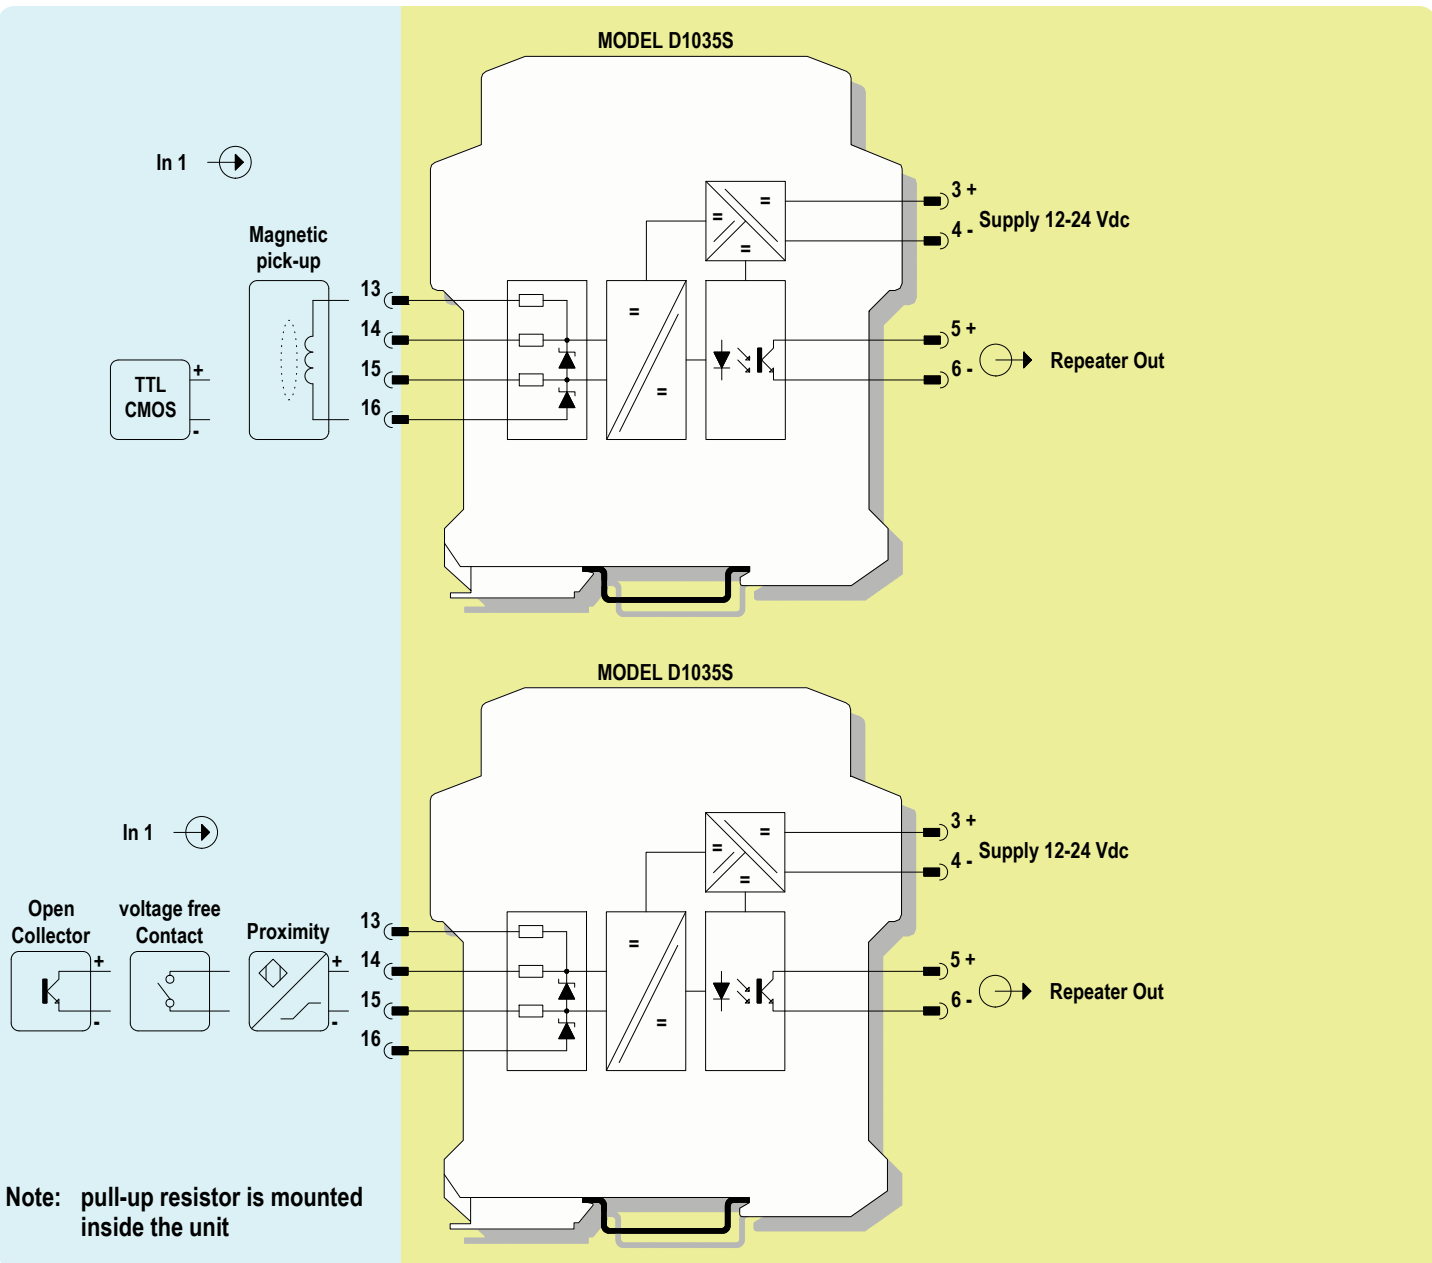 MODEL D1035S
In 1
Magnetic
pick-up
TTL
CMOS
+
-
13
14
15
16
=
=
=
=
=
3 +
4 -
Supply 12-24 Vdc
5 +
6 -
Repeater Out
MODEL D1035S
In 1
Open
Collector
+
-
voltage free
Contact
Proximity
+
-
13
14
15
16
=
=
=
=
=
3 +
4 -
Supply 12-24 Vdc
5 +
6 -
Repeater Out
Note: pull-up resistor is mounted
inside the unit